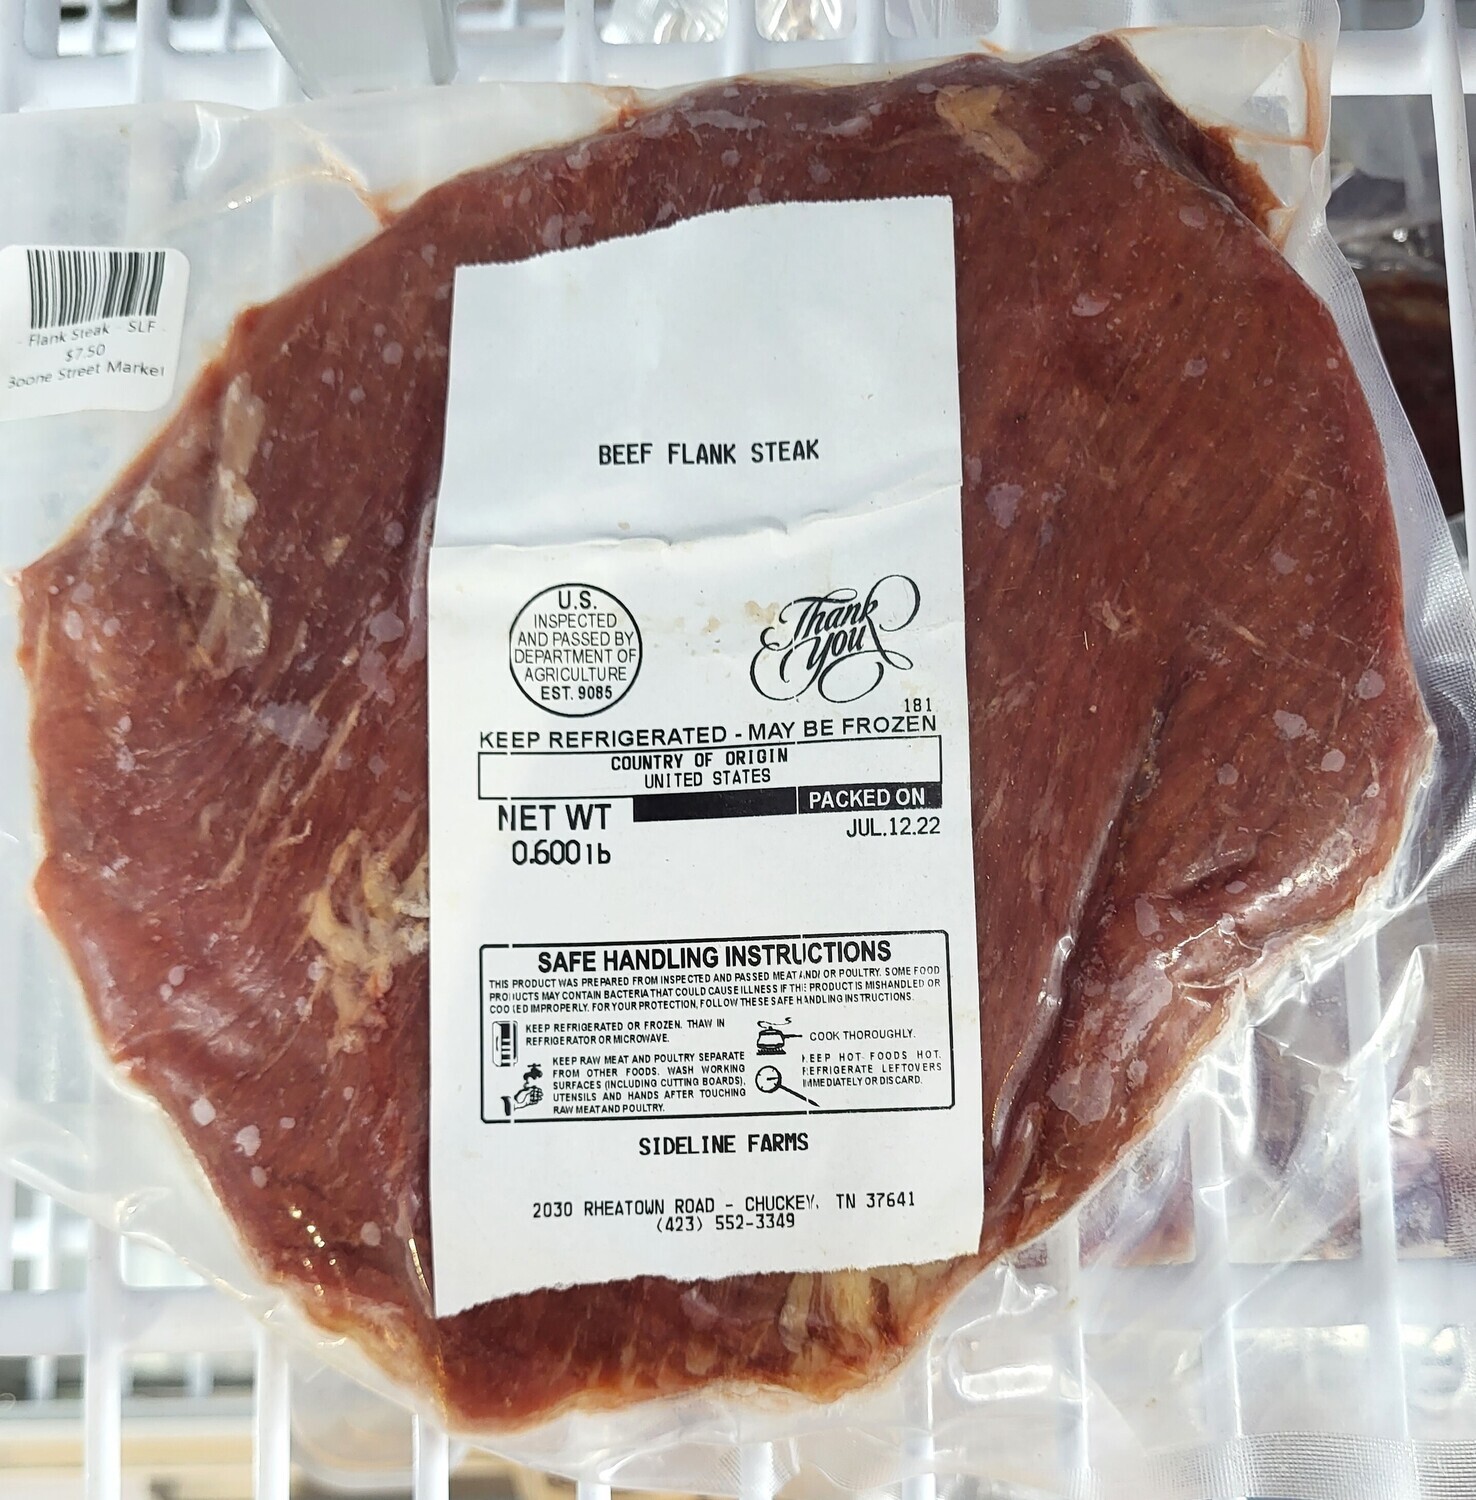 Flank Steak - SLF
$7.50
Boone Street Market
BEEF FLANK STEAK
U.S.
INSPECTED
AND PASSED BY
DEPARTMENT OF
AGRICULTURE
EST. 9085
Thank
You
181
KEEP REFRIGERATED - MAY BE FROZEN
COUNTRY OF ORIGIN
UNITED STATES
NET WT
0.600 lb
PACKED ON
JUL.12.22
SAFE HANDLING INSTRUCTIONS
THIS PRODUCT WAS PREPARED FROM INSPECTED AND PASSED MEAT AND/ OR POULTRY. SOME FOOD
PRODUCTS MAY CONTAIN BACTERIA THAT COULD CAUSE ILLNESS IF THE PRODUCT IS MISHANDLED OR
COOKED IMPROPERLY. FOR YOUR PROTECTION, FOLLOW THESE SAFE HANDLING INSTRUCTIONS.
KEEP REFRIGERATED OR FROZEN. THAW IN
REFRIGERATOR OR MICROWAVE.
KEEP RAW MEAT AND POULTRY SEPARATE
FROM OTHER FOODS. WASH WORKING
SURFACES (INCLUDING CUTTING BOARDS),
UTENSILS AND HANDS AFTER TOUCHING
RAW MEAT AND POULTRY.
COOK THOROUGHLY.
KEEP HOT FOODS HOT.
REFRIGERATE LEFTOVERS
IMMEDIATELY OR DISCARD.
SIDELINE FARMS
2030 RHEATOWN ROAD - CHUCKEY, TN 37641
(423) 552-3349